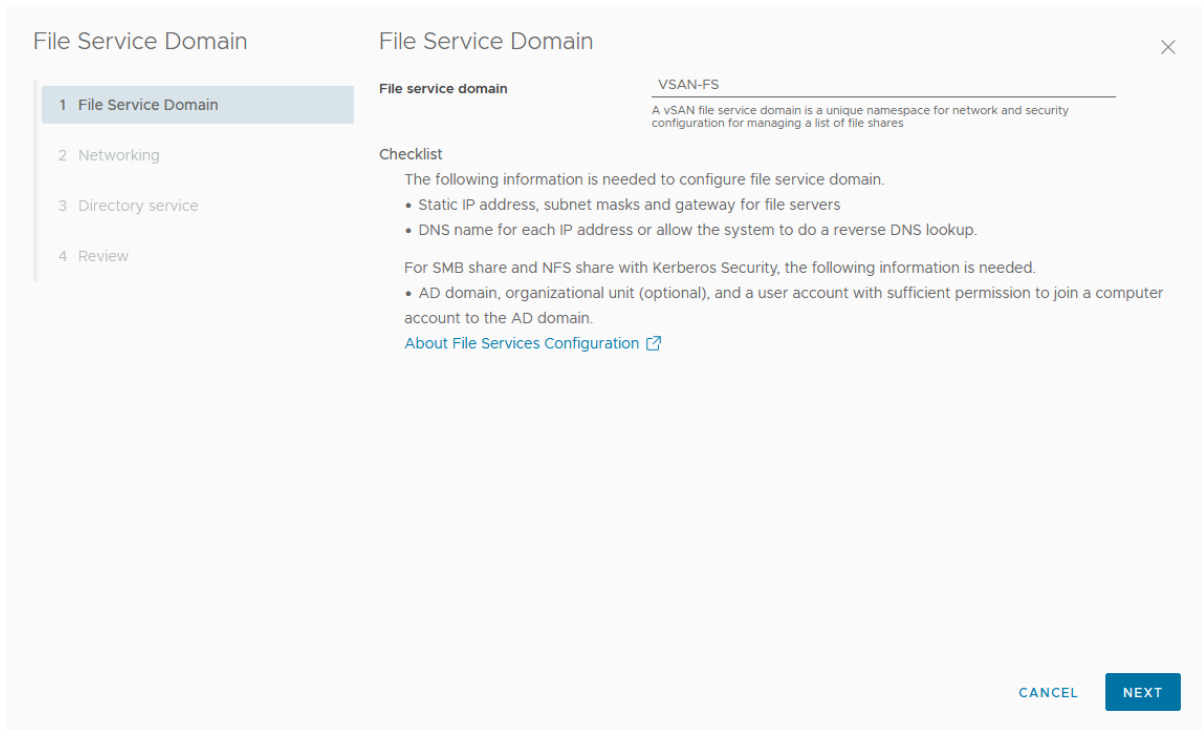 File Service Domain
1 File Service Domain
2 Networking
3 Directory service
4 Review
File Service Domain
File service domain
VSAN-FS
A vSAN file service domain is a unique namespace for network and security
configuration for managing a list of file shares
Checklist
The following information is needed to configure file service domain.
• Static IP address, subnet masks and gateway for file servers
• DNS name for each IP address or allow the system to do a reverse DNS lookup.
For SMB share and NFS share with Kerberos Security, the following information is needed.
• AD domain, organizational unit (optional), and a user account with sufficient permission to join a computer
account to the AD domain.
About File Services Configuration
CANCEL
NEXT